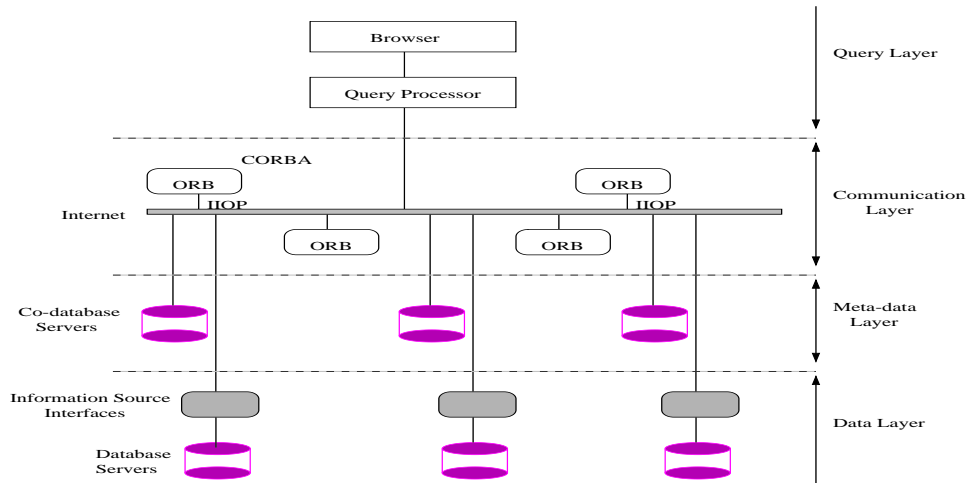 Browser
Query Layer
Query Processor
CORBA
ORB
ORB
IIOP
IIOP
Communication
Layer
Internet
ORB
ORB
Co-database
Servers
Meta-data
Layer
Information Source
Interfaces
Data Layer
Database
Servers